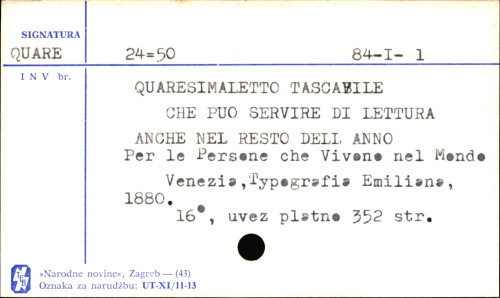 SIGNATURA
QUARE 24=50 84-I- 1
I N V br.
QUARESIMALETTO TASCABILE
CHE PUO SERVIRE DI LETTURA
ANCHE NEL RESTO DELL ANNO
Per le Persone che Vivono nel Mondo
Venezia,Typografia Emiliana,
1880.
16°, uvez platno 352 str.
»Narodne novine«, Zagreb — (43)
Oznaka za narudžbu: UT-XI/11-13